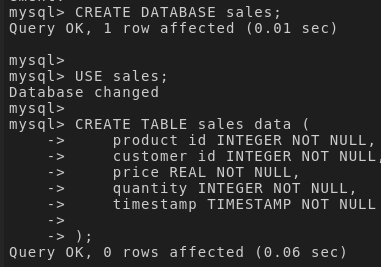 mysql> CREATE DATABASE sales;
Query OK, 1 row affected (0.01 sec)
mysql>
mysql> USE sales;
Database changed
mysql>
mysql> CREATE TABLE sales data (
    ->     product id INTEGER NOT NULL,
    ->     customer id INTEGER NOT NULL,
    ->     price REAL NOT NULL,
    ->     quantity INTEGER NOT NULL,
    ->     timestamp TIMESTAMP NOT NULL
    ->
    -> );
Query OK, 0 rows affected (0.06 sec)